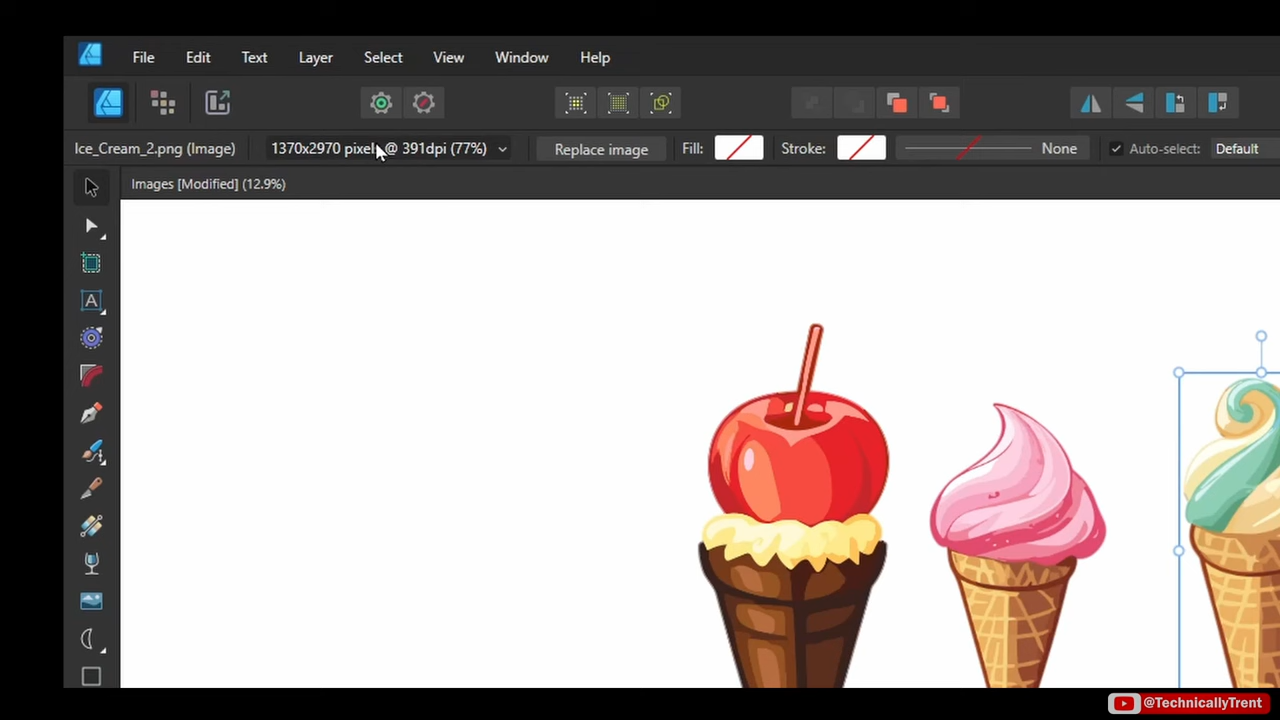 File Edit Text Layer Select View Window Help
Ice_Cream_2.png (Image) 1370x2970 pixels @ 391dpi (77%) Replace image Fill: Stroke: None Auto-select: Default
Images [Modified] (12.9%)
A
@TechnicallyTrent